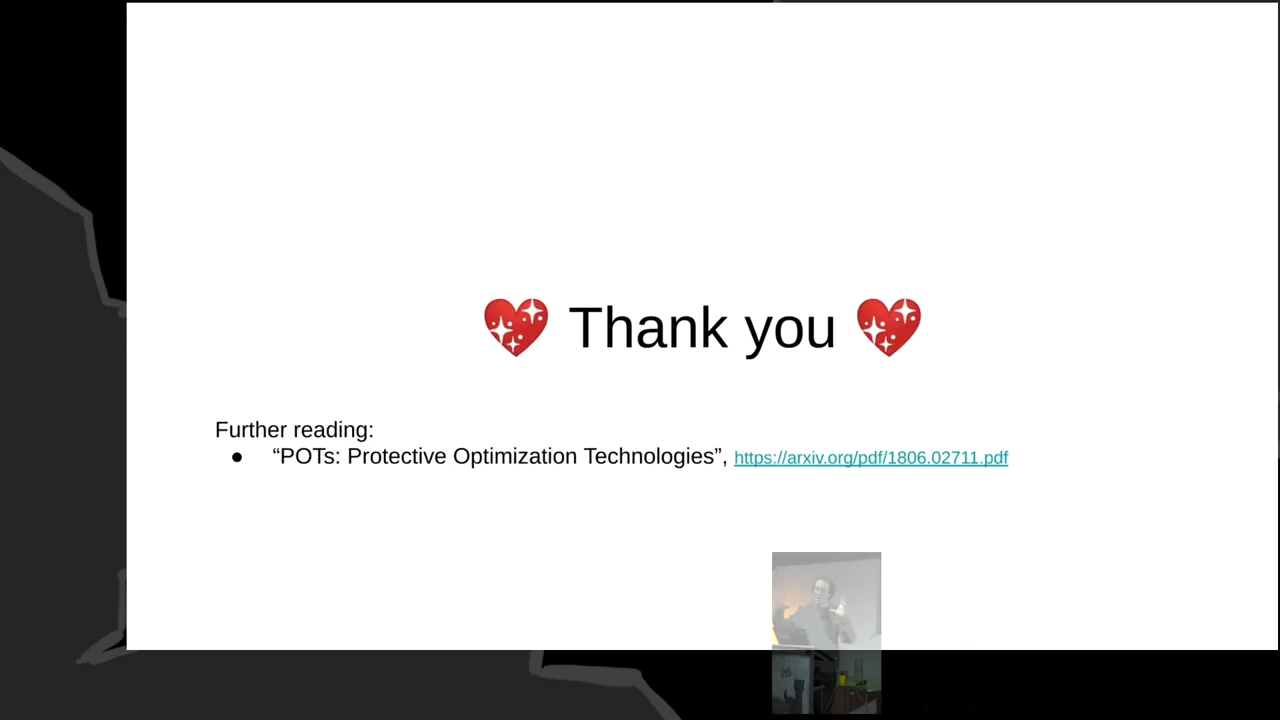 💖 Thank you 💖
Further reading:
● “POTs: Protective Optimization Technologies”, https://arxiv.org/pdf/1806.02711.pdf